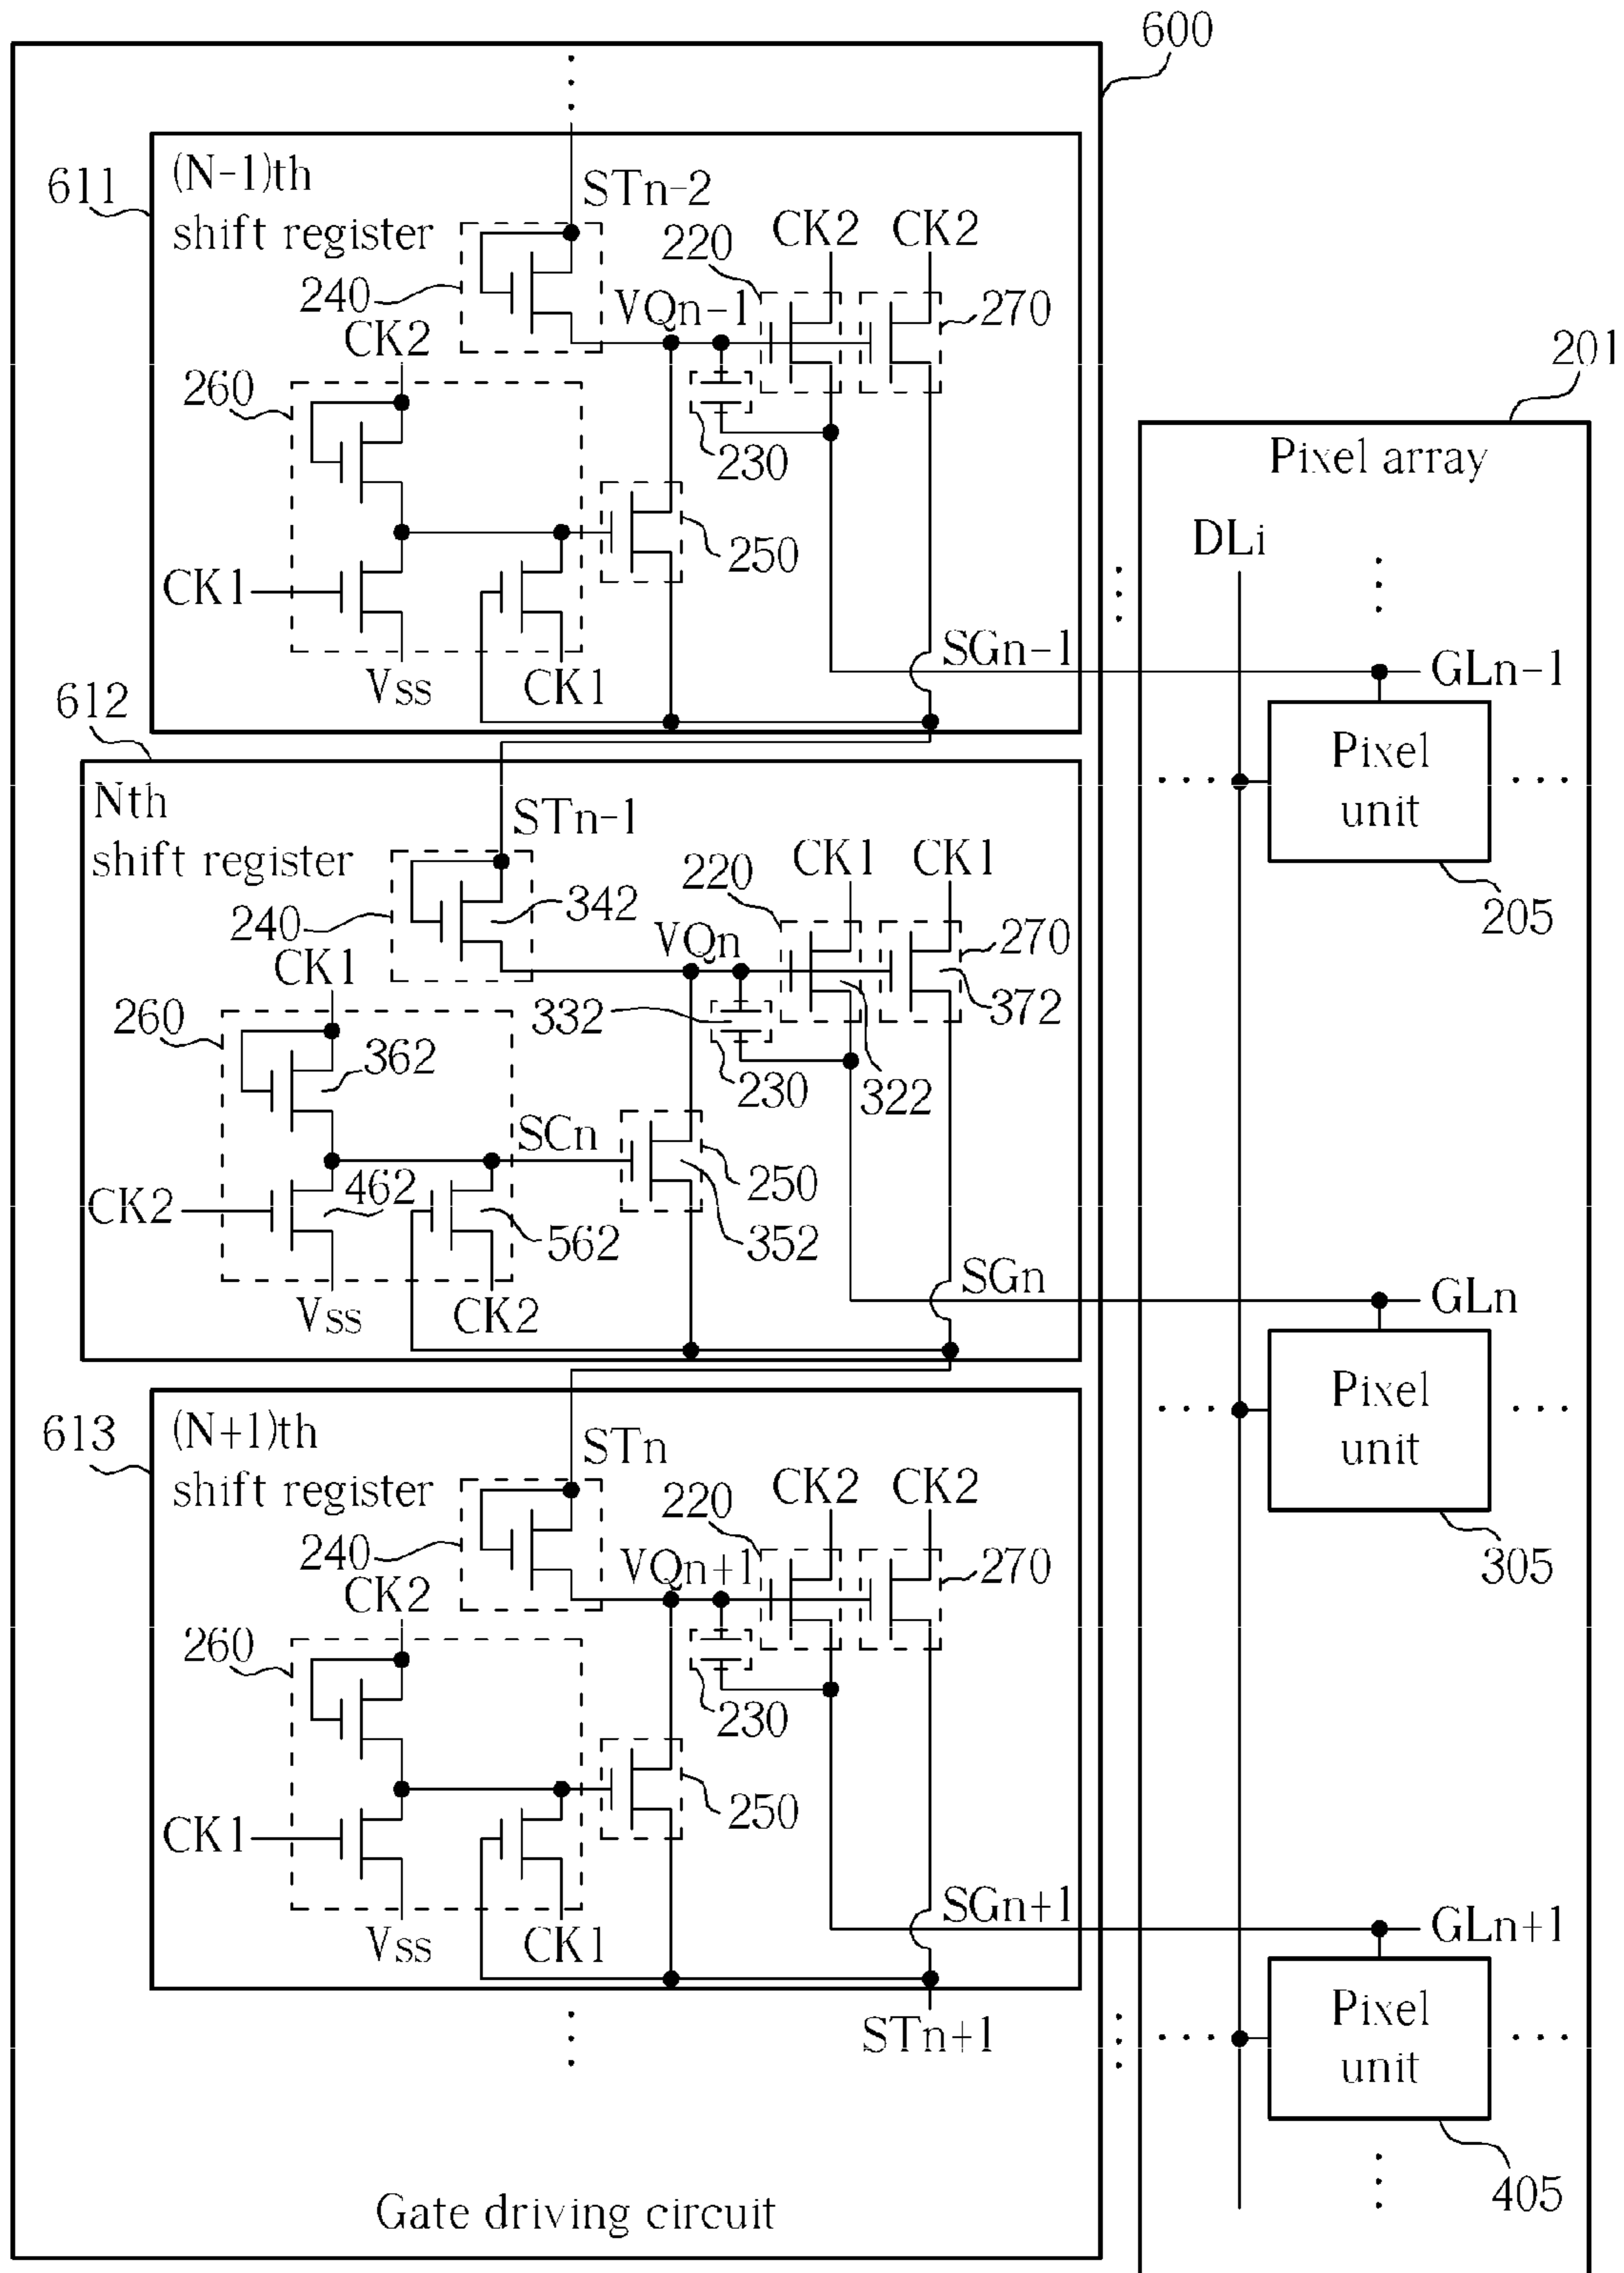 600
611
(N-1)th
shift register
STn-2
240
220
CK2
CK2
VQn-1
270
CK2
260
230
250
CK1
Vss
CK1
SGn-1
201
Pixel array
DLi
GLn-1
Pixel
unit
205
612
Nth
shift register
STn-1
240
342
220
CK1
CK1
VQn
270
372
CK1
260
332
230
322
362
SCn
250
352
CK2
462
562
Vss
CK2
SGn
GLn
Pixel
unit
305
613
(N+1)th
shift register
STn
240
220
CK2
CK2
VQn+1
270
CK2
260
230
250
CK1
Vss
CK1
SGn+1
GLn+1
Pixel
unit
405
STn+1
Gate driving circuit